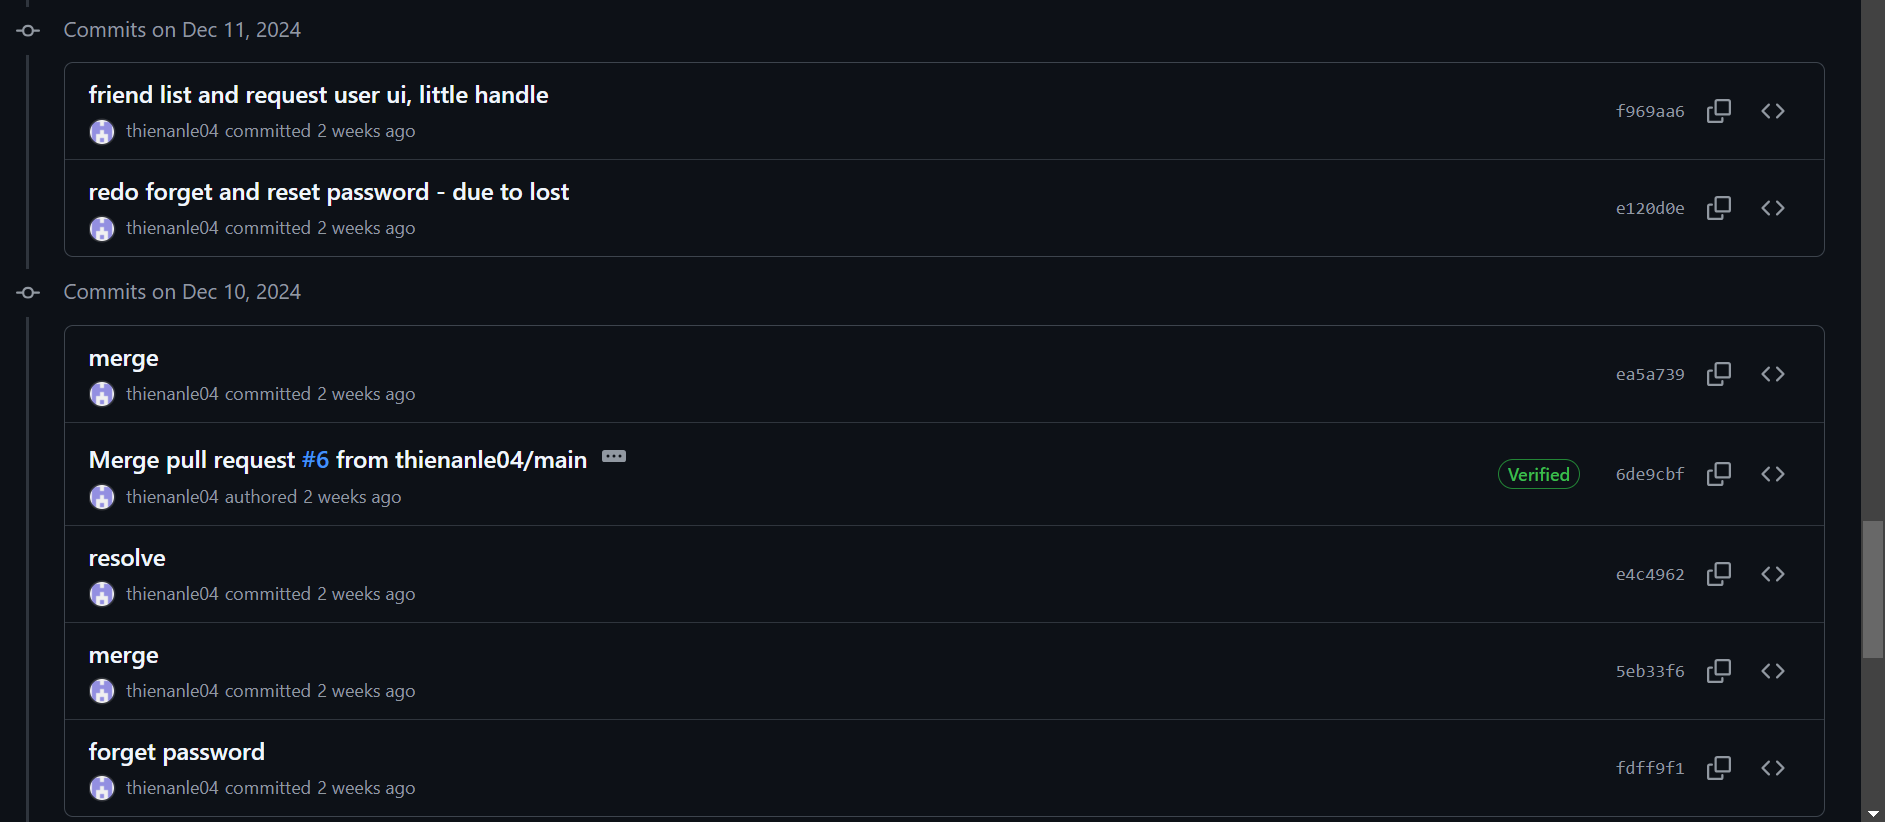 Commits on Dec 11, 2024
friend list and request user ui, little handle
thienanle04 committed 2 weeks ago
f969aa6
redo forget and reset password - due to lost
thienanle04 committed 2 weeks ago
e120d0e
Commits on Dec 10, 2024
merge
thienanle04 committed 2 weeks ago
ea5a739
Merge pull request #6 from thienanle04/main
thienanle04 authored 2 weeks ago
Verified
6de9cbf
resolve
thienanle04 committed 2 weeks ago
e4c4962
merge
thienanle04 committed 2 weeks ago
5eb33f6
forget password
thienanle04 committed 2 weeks ago
fdff9f1